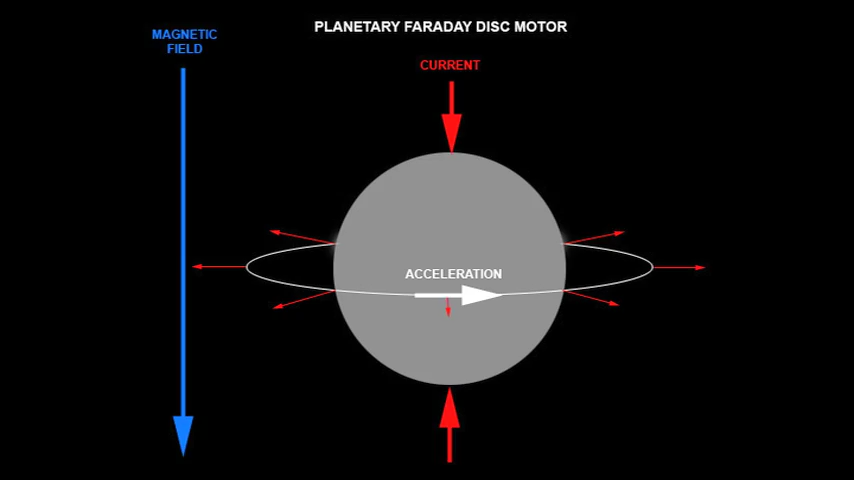 PLANETARY FARADAY DISC MOTOR
MAGNETIC
FIELD
CURRENT
ACCELERATION